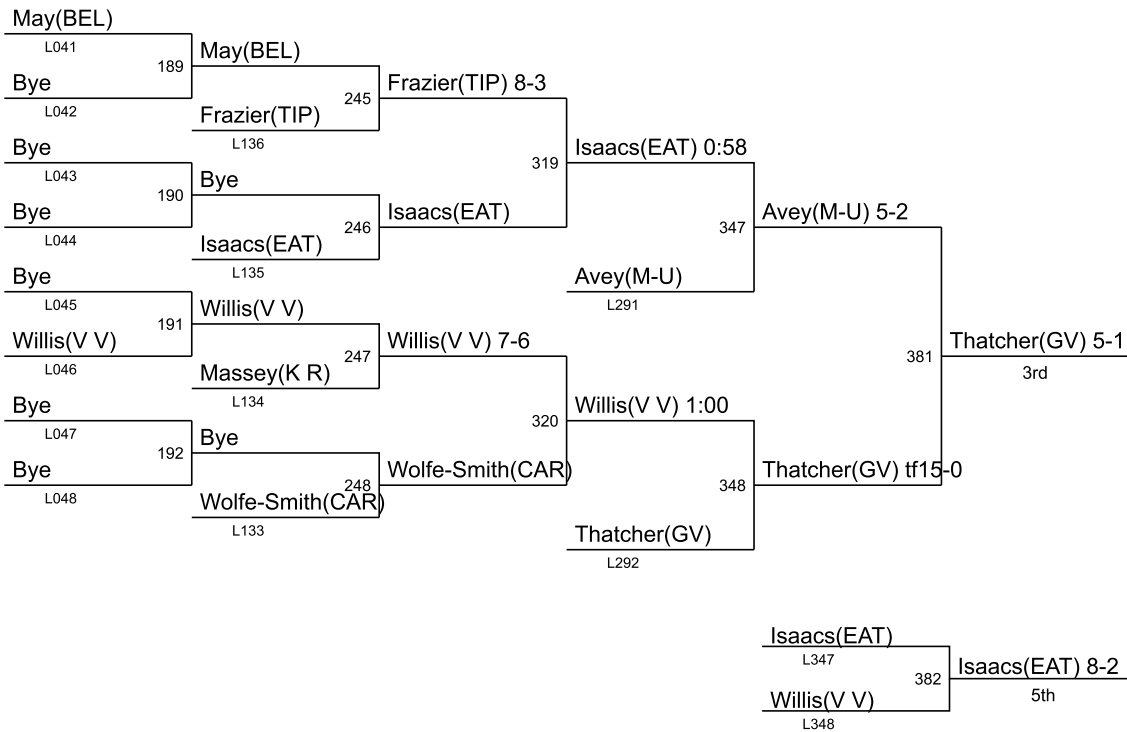 May(BEL)
L041
189
May(BEL)
Bye
L042
245
Frazier(TIP) 8-3
Frazier(TIP)
L136
Bye
L043
319
Isaacs(EAT) 0:58
190
Bye
Bye
L044
246
Isaacs(EAT)
347
Avey(M-U) 5-2
Isaacs(EAT)
L135
Bye
L045
Avey(M-U)
L291
191
Willis(V V)
Willis(V V)
L046
247
Willis(V V) 7-6
381
Thatcher(GV) 5-1
3rd
Massey(K R)
L134
Bye
L047
320
Willis(V V) 1:00
192
Bye
Bye
L048
248
Wolfe-Smith(CAR)
348
Thatcher(GV) tf15-0
Wolfe-Smith(CAR)
L133
Thatcher(GV)
L292
Isaacs(EAT)
L347
382
Isaacs(EAT) 8-2
5th
Willis(V V)
L348